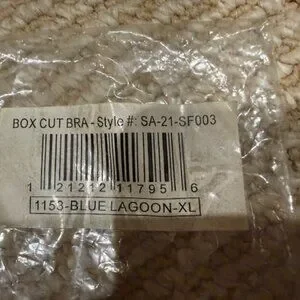 BOX CUT BRA - Style #: SA-21-SF003
1 21212 11795 6
1153-BLUE LAGOON-XL